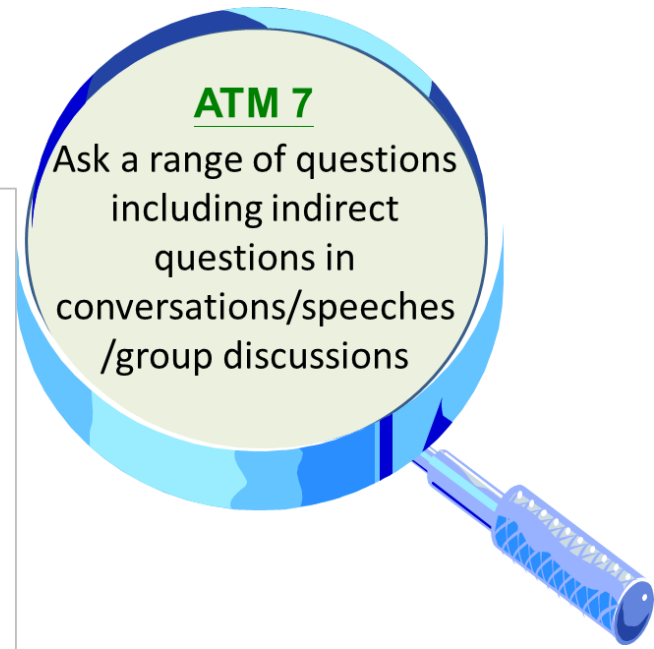 ATM 7
Ask a range of questions
including indirect
questions in
conversations/speeches
/group discussions